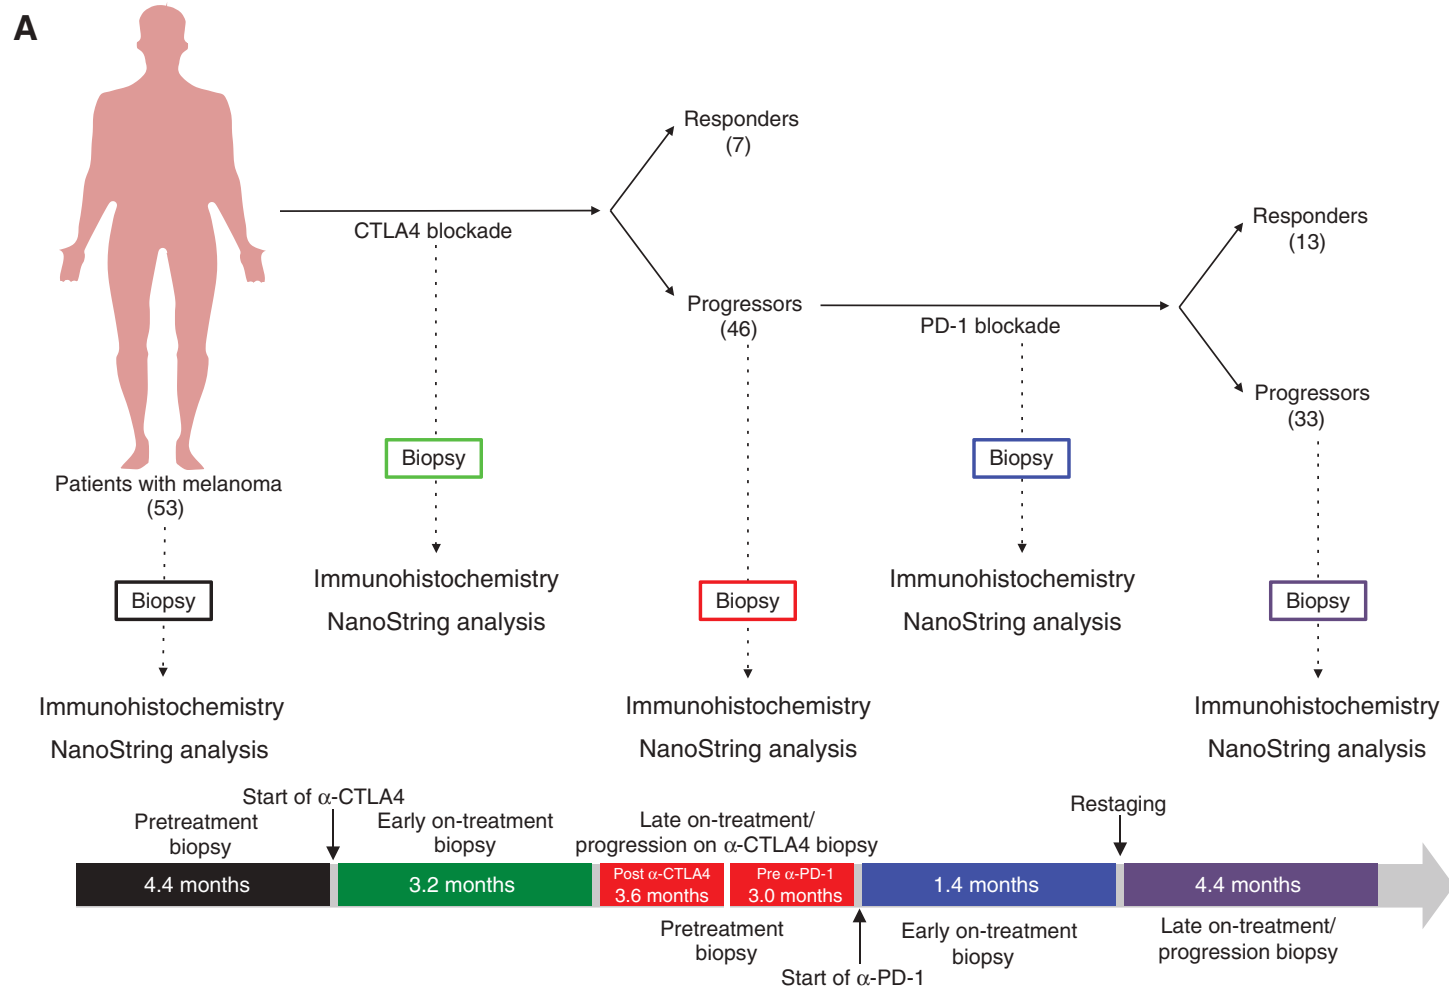 A
Responders
(7)
CTLA4 blockade
Progressors
(46)
PD-1 blockade
Responders
(13)
Progressors
(33)
Patients with melanoma
(53)
Biopsy
Immunohistochemistry
NanoString analysis
Biopsy
Immunohistochemistry
NanoString analysis
Biopsy
Immunohistochemistry
NanoString analysis
Biopsy
Immunohistochemistry
NanoString analysis
Biopsy
Immunohistochemistry
NanoString analysis
Start of α-CTLA4
Pretreatment
biopsy
Early on-treatment
biopsy
Late on-treatment/
progression on α-CTLA4 biopsy
Restaging
4.4 months
3.2 months
Post α-CTLA4
3.6 months
Pre α-PD-1
3.0 months
1.4 months
4.4 months
Pretreatment
biopsy
Start of α-PD-1
Early on-treatment
biopsy
Late on-treatment/
progression biopsy